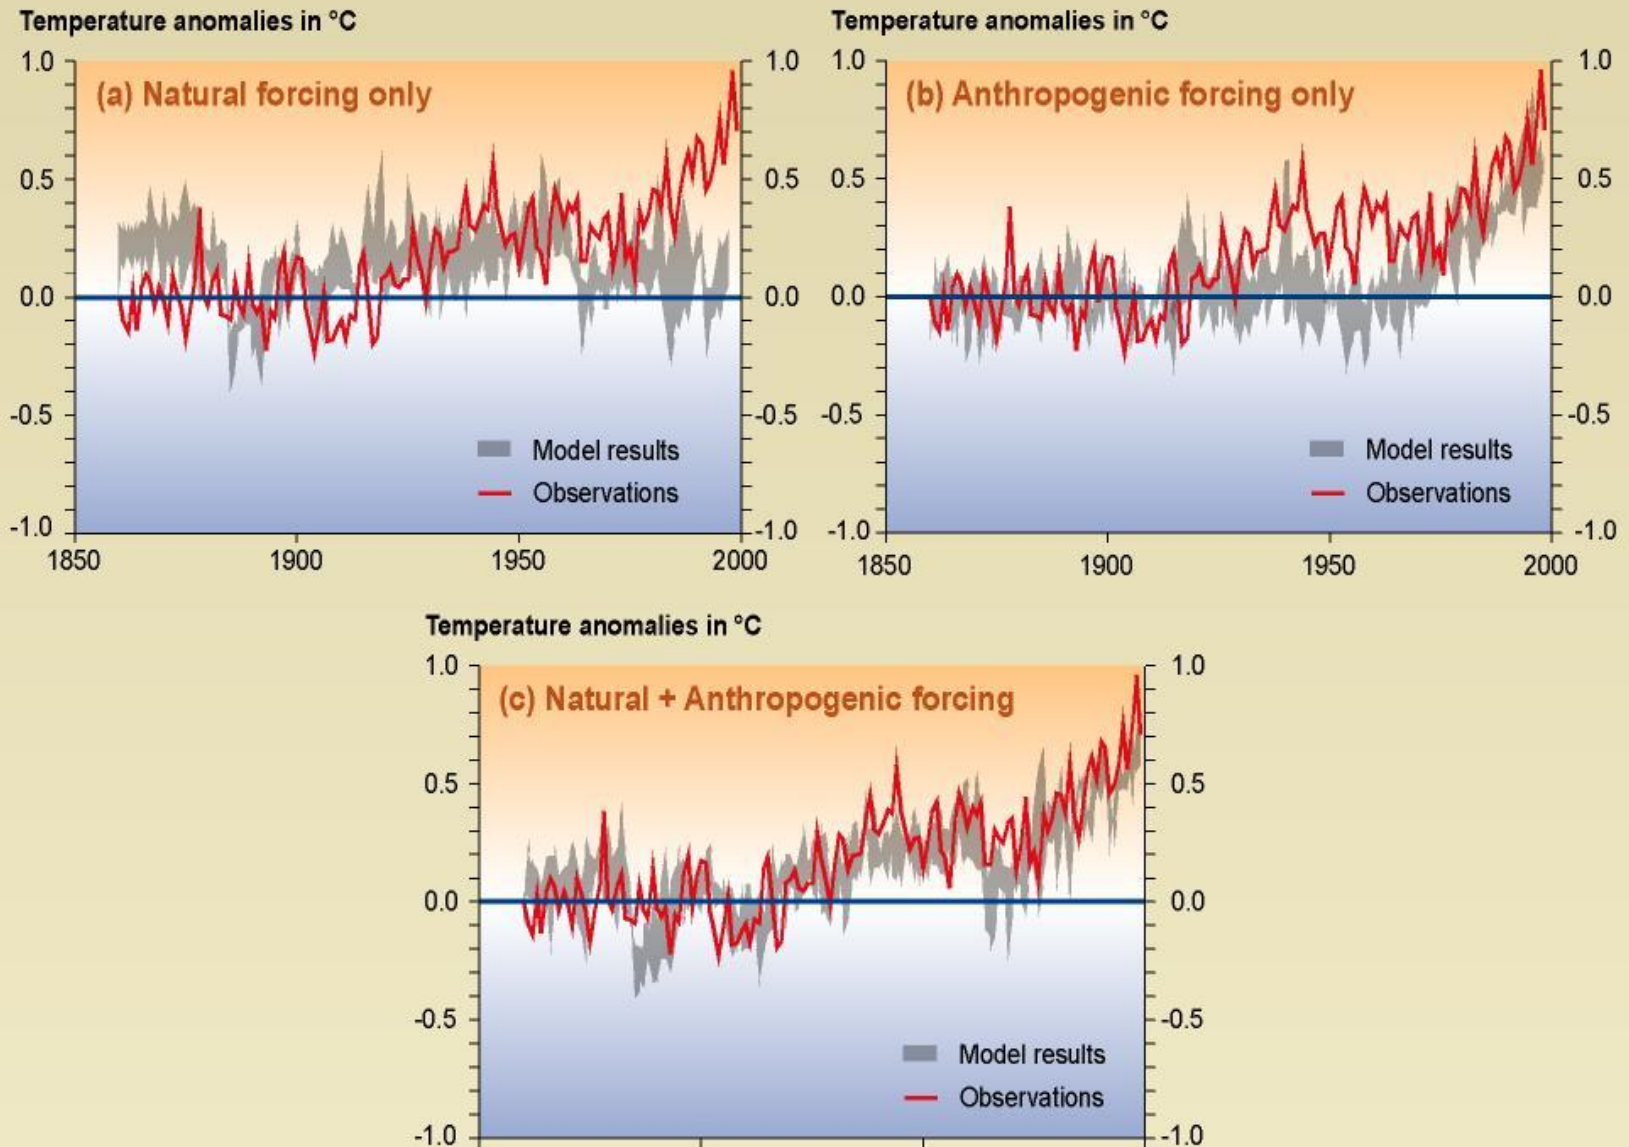 Temperature anomalies in °C
1.0 1.0
(a) Natural forcing only
0.5 0.5
0.0 0.0
-0.5 -0.5
Model results
Observations
-1.0 -1.0
1850 1900 1950 2000
Temperature anomalies in °C
1.0 1.0
(b) Anthropogenic forcing only
0.5 0.5
0.0 0.0
-0.5 -0.5
Model results
Observations
-1.0 -1.0
1850 1900 1950 2000
Temperature anomalies in °C
1.0 1.0
(c) Natural + Anthropogenic forcing
0.5 0.5
0.0 0.0
-0.5 -0.5
Model results
Observations
-1.0 -1.0